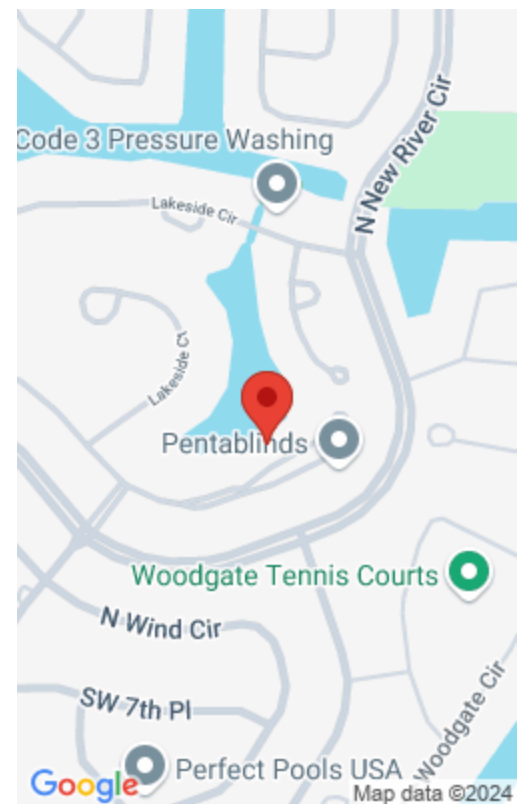 Code 3 Pressure Washing
N New River Cir
Lakeside Cir
Lakeside Cir
Pentablinds
Woodgate Tennis Courts
N Wind Cir
SW 7th Pl
Woodgate Cir
Perfect Pools USA
Google
Map data ©2024